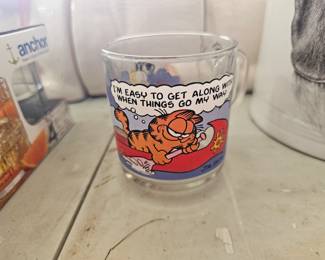 anchor
I'M EASY TO GET ALONG WITH
WHEN THINGS GO MY WAY